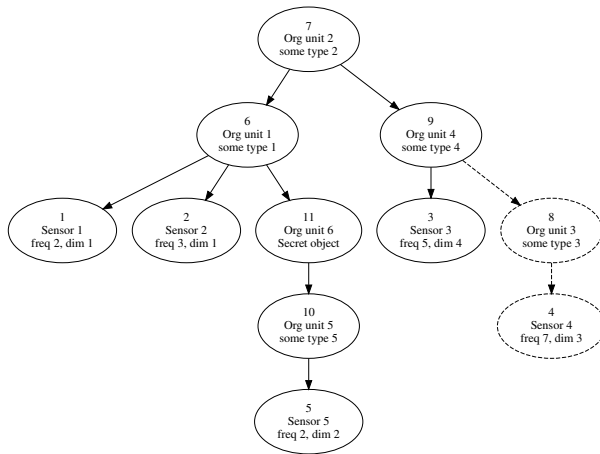 7
Org unit 2
some type 2
6
Org unit 1
some type 1
9
Org unit 4
some type 4
1
Sensor 1
freq 2, dim 1
2
Sensor 2
freq 3, dim 1
11
Org unit 6
Secret object
3
Sensor 3
freq 5, dim 4
8
Org unit 3
some type 3
10
Org unit 5
some type 5
4
Sensor 4
freq 7, dim 3
5
Sensor 5
freq 2, dim 2